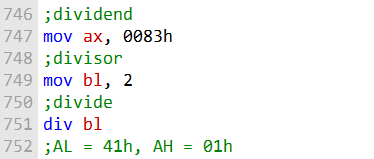 746 ;dividend
747 mov ax, 0083h
748 ;divisor
749 mov bl, 2
750 ;divide
751 div bl
752 ;AL = 41h, AH = 01h